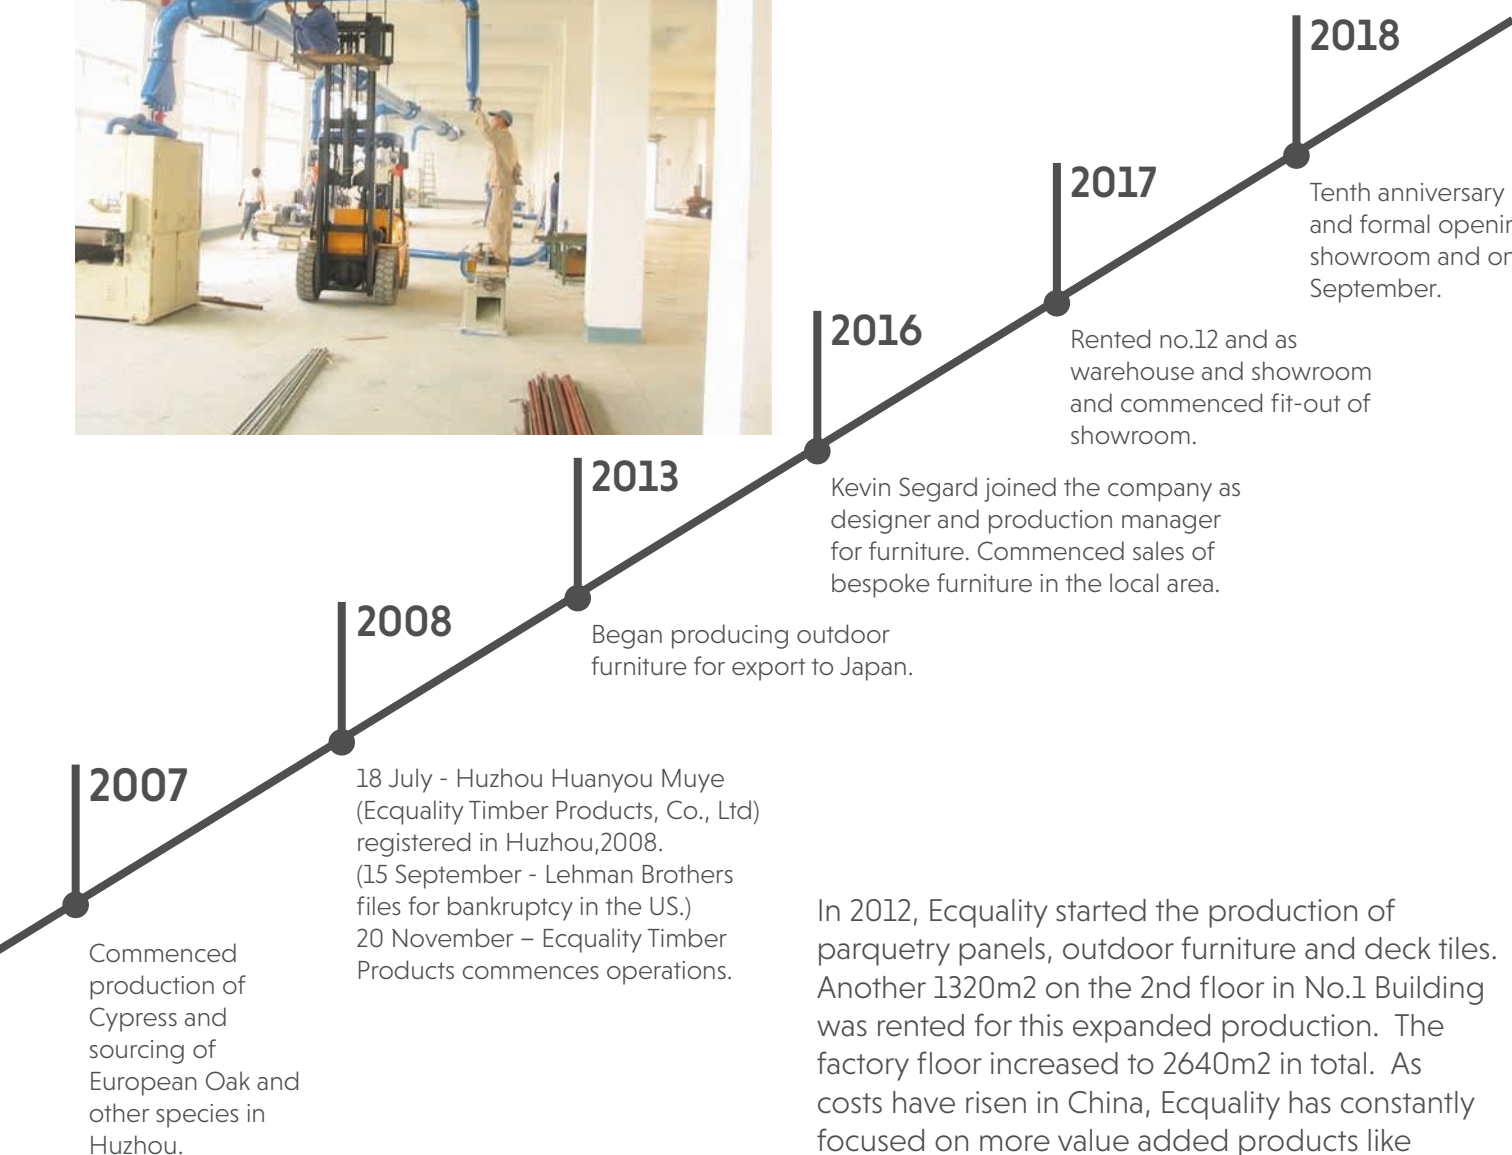 2018
Tenth anniversary
and formal
showroom and
September.
2017
Rented no.12 and as
warehouse and showroom
and commenced fit-out of
showroom.
2016
Kevin Segard joined the company as
designer and production manager
for furniture. Commenced sales of
bespoke furniture in the local area.
2013
Began producing outdoor
furniture for export to Japan.
2008
18 July - Huzhou Huanyou Muye
(Ecquality Timber Products, Co., Ltd)
registered in Huzhou,2008.
(15 September - Lehman Brothers
files for bankruptcy in the US.)
20 November – Ecquality Timber
Products commences operations.
2007
Commenced
production of
Cypress and
sourcing of
European Oak and
other species in
Huzhou.
In 2012, Ecquality started the production of
parquetry panels, outdoor furniture and deck tiles.
Another 1320m2 on the 2nd floor in No.1 Building
was rented for this expanded production.  The
factory floor increased to 2640m2 in total.  As
costs have risen in China, Ecquality has constantly
focused on more value added products like